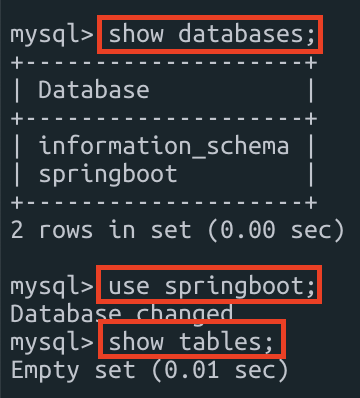 mysql> show databases;
+--------------------+
| Database           |
+--------------------+
| information_schema |
| springboot         |
+--------------------+
2 rows in set (0.00 sec)
mysql> use springboot;
Database changed
mysql> show tables;
Empty set (0.01 sec)